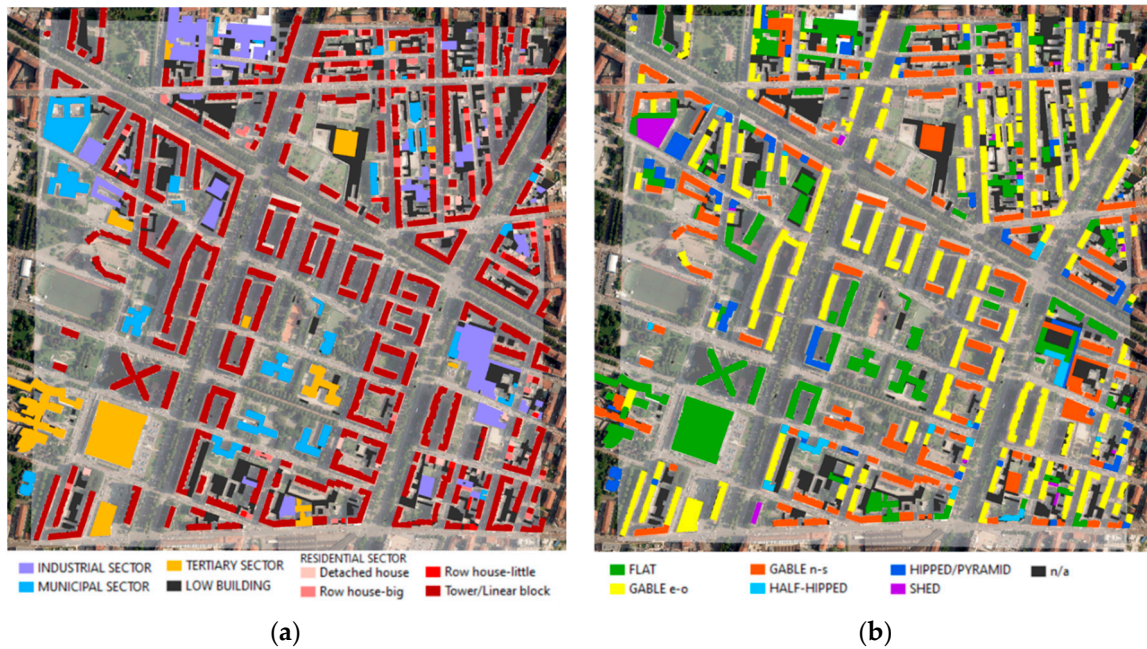 INDUSTRIAL SECTOR
MUNICIPAL SECTOR
TERTIARY SECTOR
LOW BUILDING
RESIDENTIAL SECTOR
Detached house
Row house-big
Row house-little
Tower/Linear block
FLAT
GABLE e-o
GABLE n-s
HALF-HIPPED
HIPPED/PYRAMID
SHED
n/a
(a)
(b)